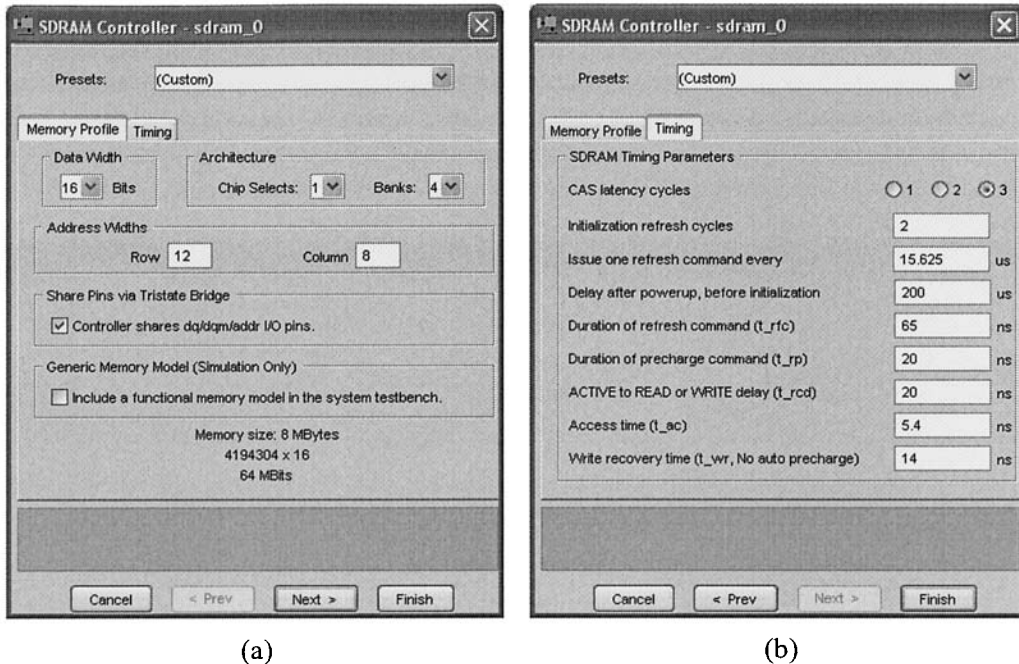 SDRAM Controller - sdram_0
Presets: (Custom)
Memory Profile Timing
Data Width
16 Bits
Architecture
Chip Selects: 1 Banks: 4
Address Widths
Row 12 Column 8
Share Pins via Tristate Bridge
Controller shares dq/dqm/addr I/O pins.
Generic Memory Model (Simulation Only)
Include a functional memory model in the system testbench.
Memory size: 8 MBytes
4194304 x 16
64 MBits
Cancel < Prev Next > Finish
(a)
SDRAM Controller - sdram_0
Presets: (Custom)
Memory Profile Timing
SDRAM Timing Parameters
CAS latency cycles 1 2 3
Initialization refresh cycles 2
Issue one refresh command every 15.625 us
Delay after powerup, before initialization 200 us
Duration of refresh command (t_rfc) 65 ns
Duration of precharge command (t_rp) 20 ns
ACTIVE to READ or WRITE delay (t_rcd) 20 ns
Access time (t_ac) 5.4 ns
Write recovery time (t_wr, No auto precharge) 14 ns
Cancel < Prev Next > Finish
(b)